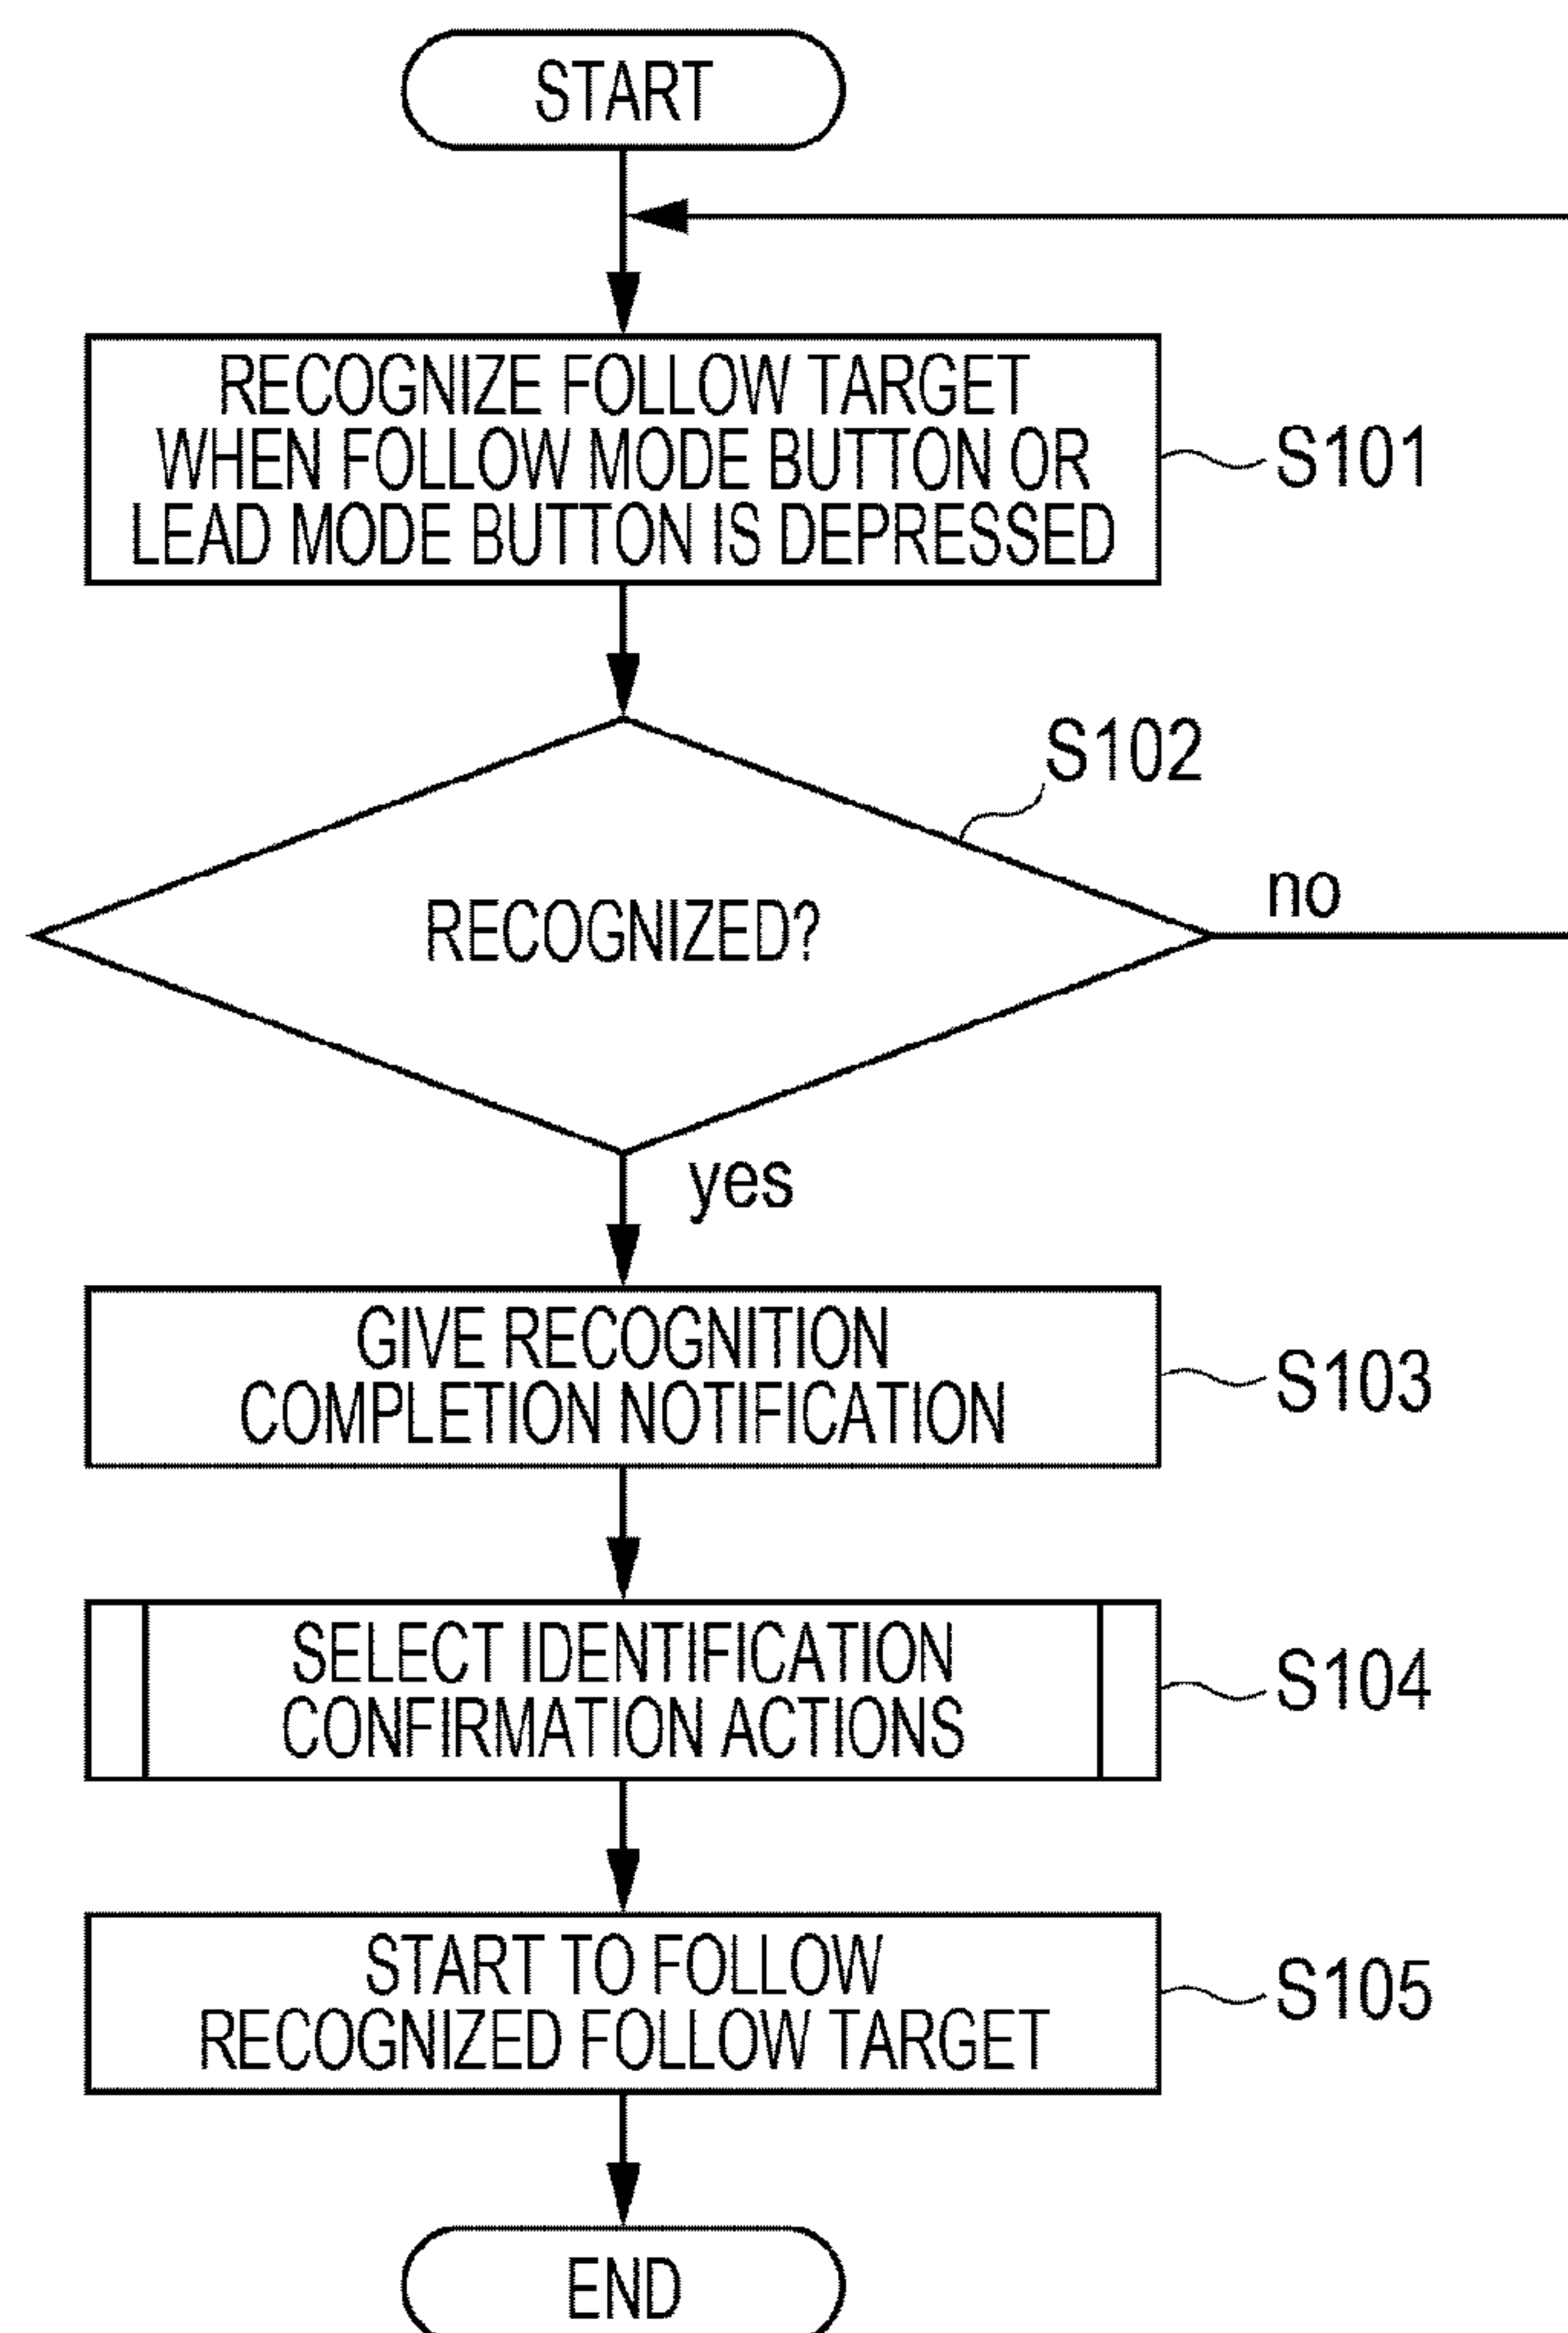 START
RECOGNIZE FOLLOW TARGET
WHEN FOLLOW MODE BUTTON OR
LEAD MODE BUTTON IS DEPRESSED
S101
S102
RECOGNIZED?
no
yes
GIVE RECOGNITION
COMPLETION NOTIFICATION
S103
SELECT IDENTIFICATION
CONFIRMATION ACTIONS
S104
START TO FOLLOW
RECOGNIZED FOLLOW TARGET
S105
END